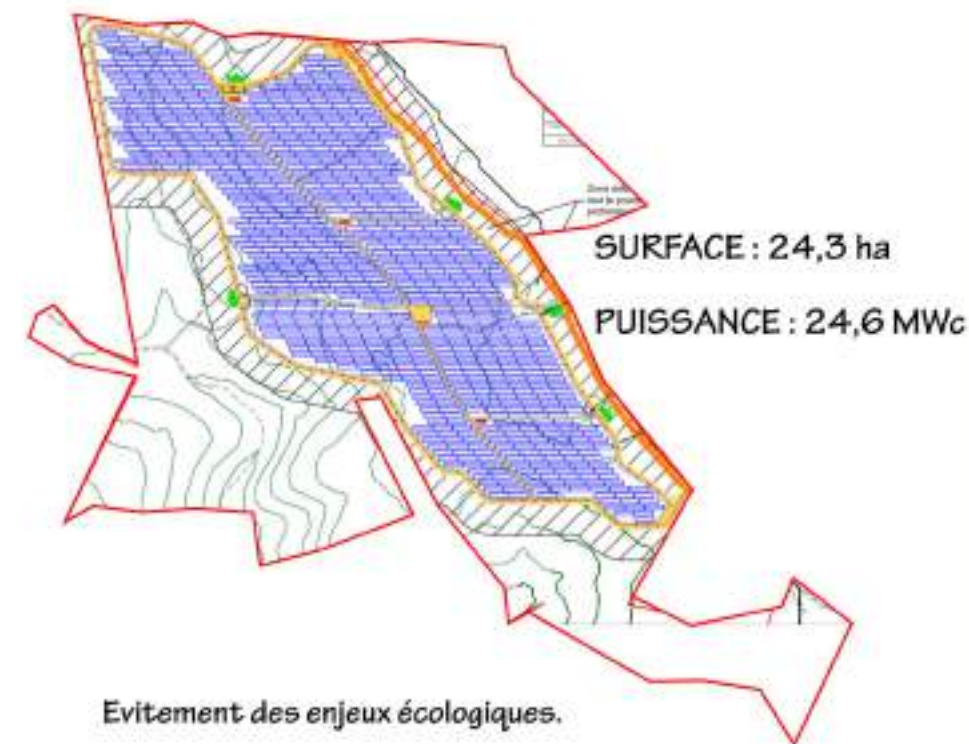 SURFACE : 24,3 ha
PUISSANCE : 24,6 MWc
Evitement des enjeux écologiques.